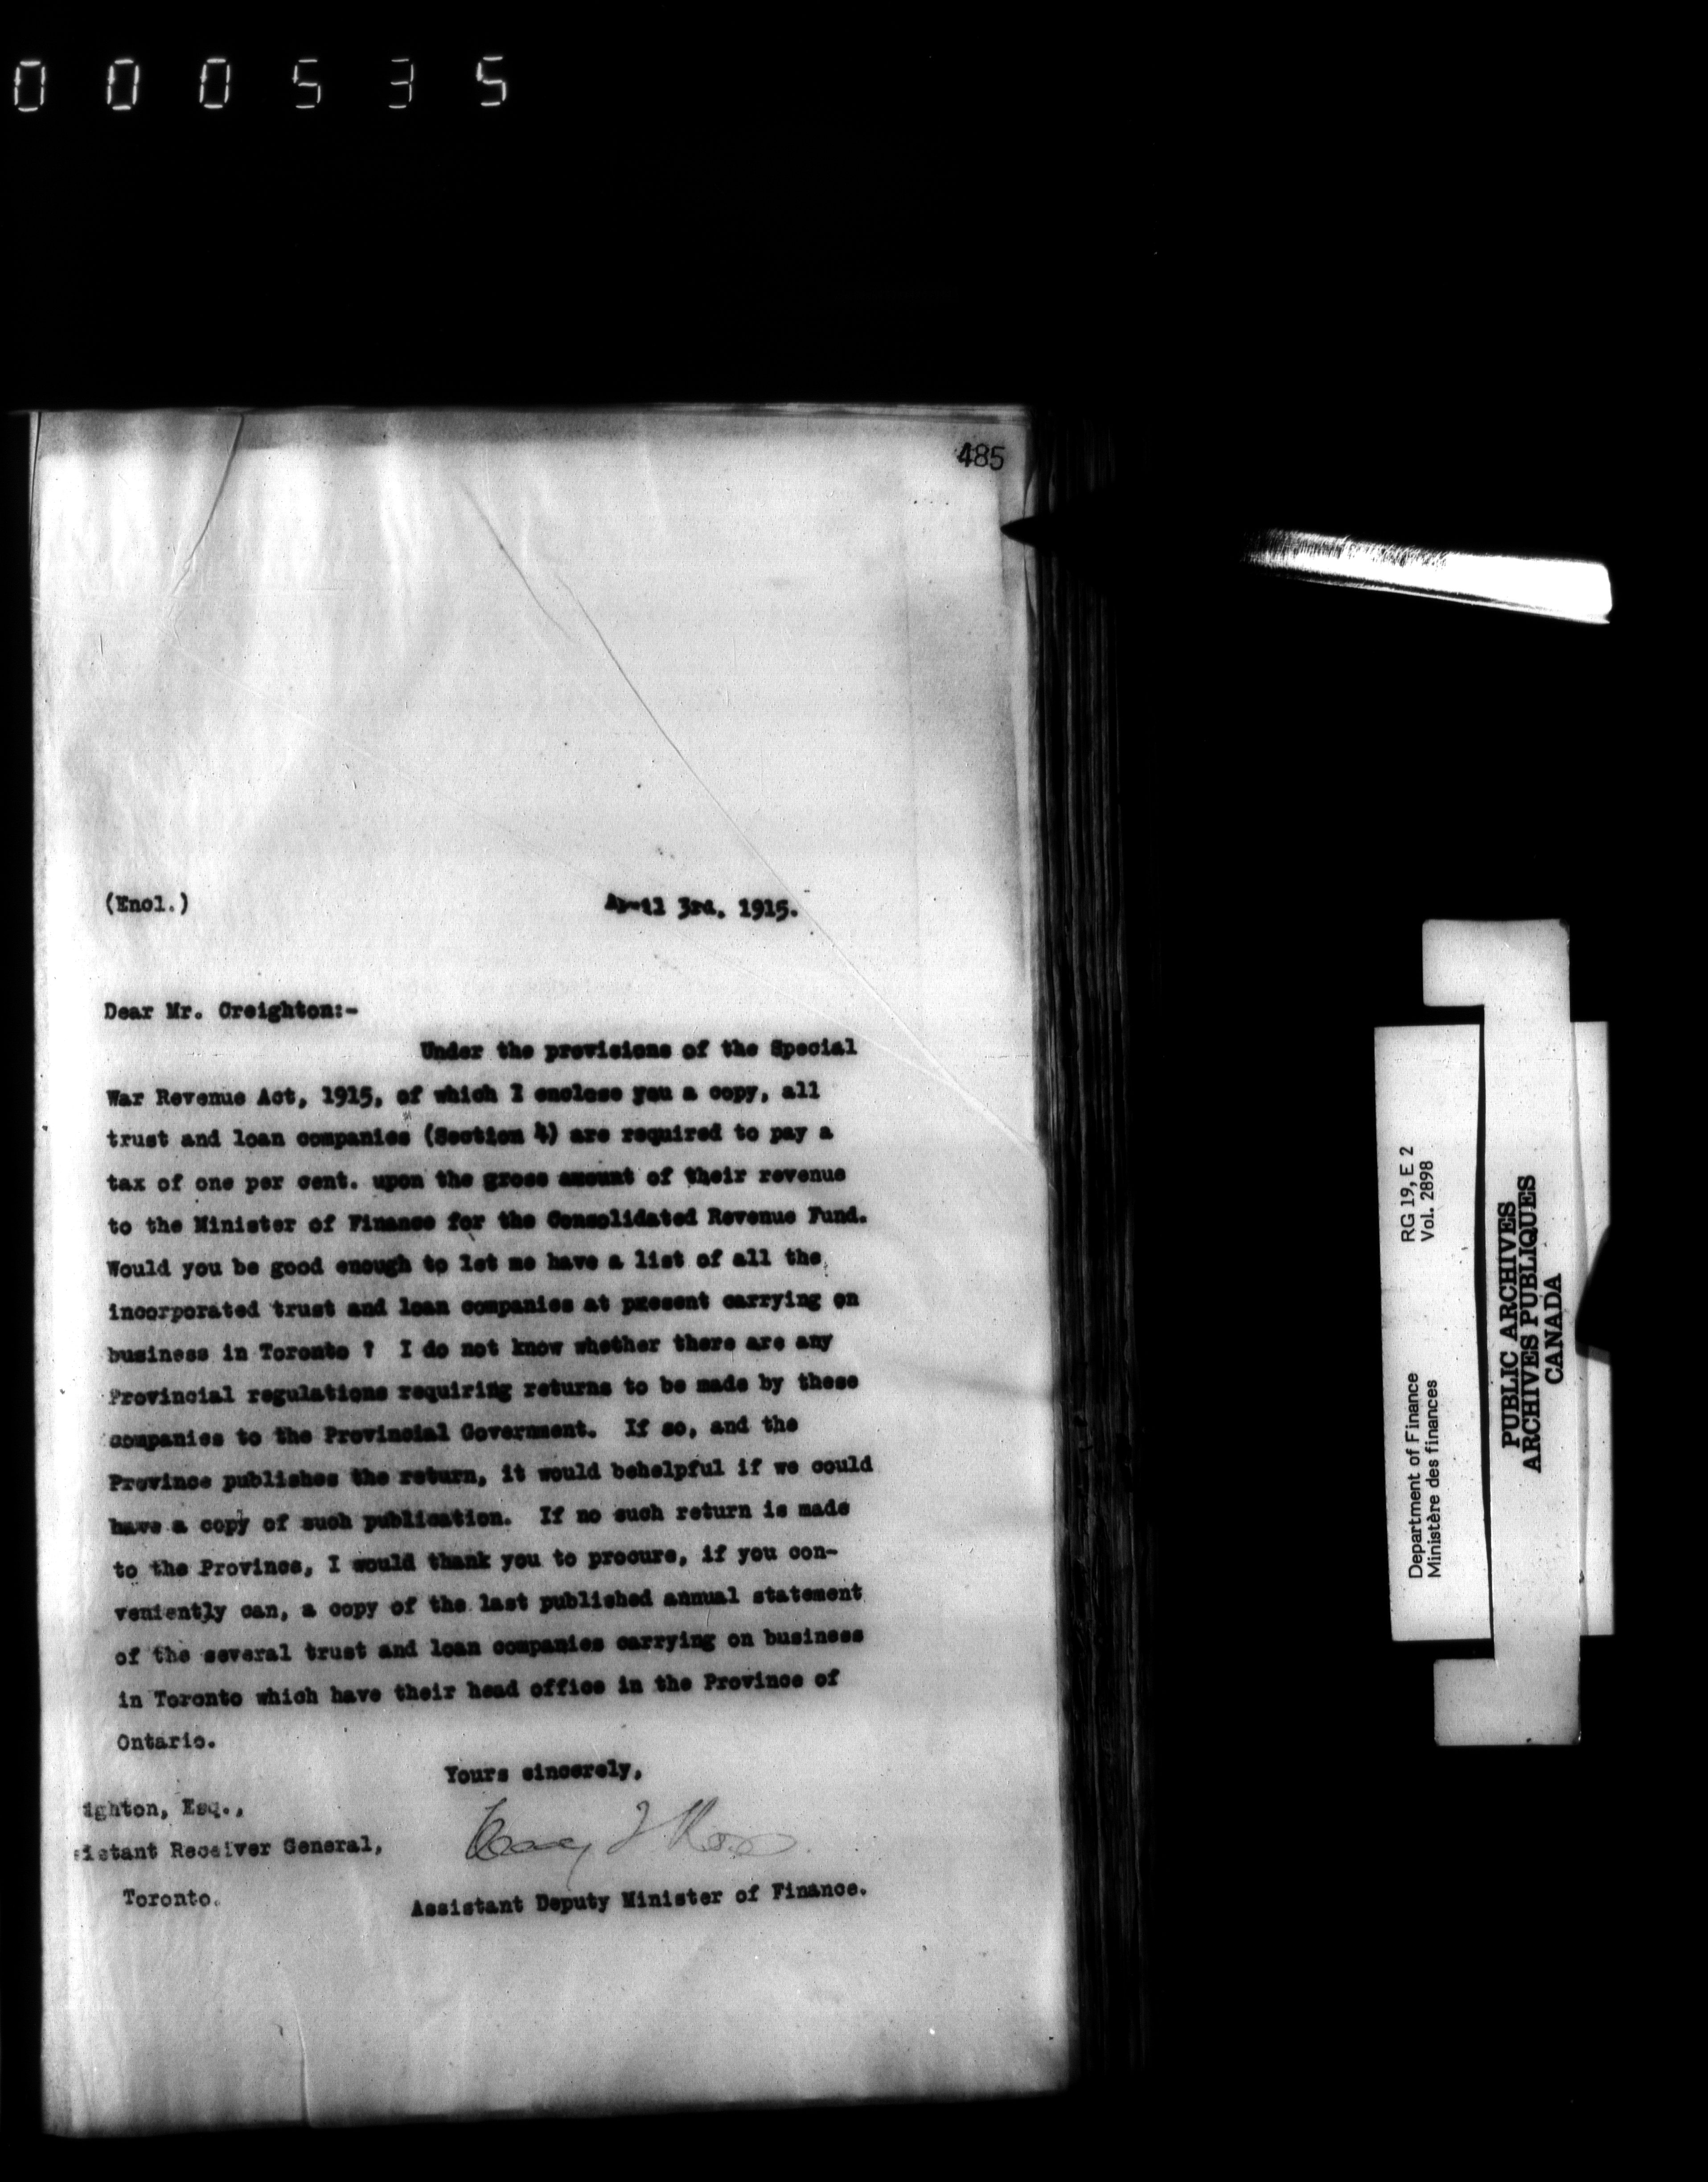 000535
485
(Encl.)
April 3rd, 1915.
Dear Mr. Creighton:-
Under the provisions of the Special
War Revenue Act, 1915, of which I enclose you a copy, all
trust and loan companies (Section 4) are required to pay a
tax of one per cent. upon the gross amount of their revenue
to the Minister of Finance for the Consolidated Revenue Fund.
Would you be good enough to let me have a list of all the
incorporated trust and loan companies at present carrying on
business in Toronto ? I do not know whether there are any
Provincial regulations requiring returns to be made by these
companies to the Provincial Government. If so, and the
Province publishes the return, it would behelpful if we could
have a copy of such publication. If no such return is made
to the Province, I would thank you to procure, if you con-
veniently can, a copy of the last published annual statement
of the several trust and loan companies carrying on business
in Toronto which have their head office in the Province of
Ontario.
Yours sincerely,
ighton, Esq.,
istant Receiver General,
Toronto.
Assistant Deputy Minister of Finance.
RG 19, E 2
Vol. 2898
Department of Finance
Ministère des finances
PUBLIC ARCHIVES
ARCHIVES PUBLIQUES
CANADA